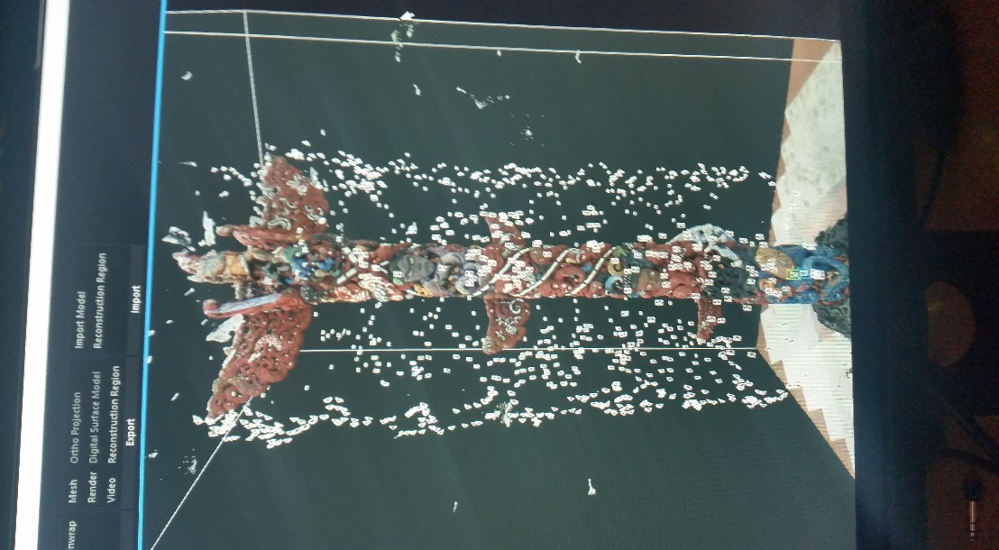 nwrap Mesh Ortho Projection Import Model
Render Digital Surface Model Reconstruction Region
Video Reconstruction Region
Export Import